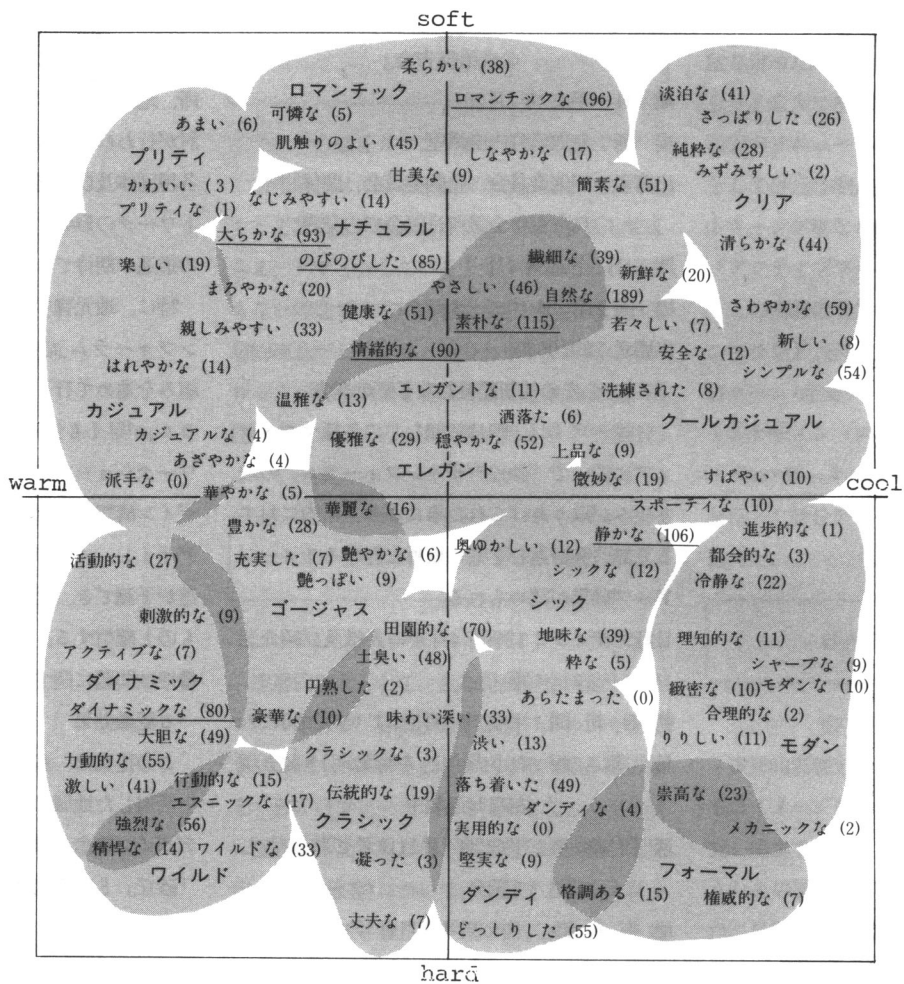 soft
柔らかい (38)
ロマンチック
ロマンチックな (96)
淡泊な (41)
可憐な (5)
さっぱりした (26)
あまい (6)
肌触りのよい (45)
しなやかな (17)
純粋な (28)
プリティ
甘美な (9)
みずみずしい (2)
かわいい (3)
なじみやすい (14)
簡素な (51)
クリア
プリティな (1)
大らかな (93)
ナチュラル
清らかな (44)
楽しい (19)
のびのびした (85)
繊細な (39)
新鮮な (20)
まろやかな (20)
やさしい (46)
自然な (189)
さわやかな (59)
健康な (51)
素朴な (115)
若々しい (7)
親しみやすい (33)
新しい (8)
情緒的な (90)
安全な (12)
はれやかな (14)
シンプルな (54)
エレガントな (11)
洗練された (8)
温雅な (13)
カジュアル
洒落た (6)
クールカジュアル
カジュアルな (4)
優雅な (29)
穏やかな (52)
上品な (9)
あざやかな (4)
エレガント
派手な (0)
微妙な (19)
すばやい (10)
warm
cool
華やかな (5)
華麗な (16)
スポーティな (10)
豊かな (28)
静かな (106)
進歩的な (1)
活動的な (27)
充実した (7)
艶やかな (6)
奥ゆかしい (12)
都会的な (3)
艶っぽい (9)
シックな (12)
冷静な (22)
刺激的な (9)
ゴージャス
シック
田園的な (70)
地味な (39)
理知的な (11)
アクティブな (7)
土臭い (48)
粋な (5)
シャープな (9)
ダイナミック
円熟した (2)
あらたまった (0)
緻密な (10)
モダンな (10)
ダイナミックな (80)
豪華な (10)
味わい深い (33)
合理的な (2)
大胆な (49)
渋い (13)
りりしい (11)
モダン
力動的な (55)
クラシックな (3)
激しい (41)
行動的な (15)
伝統的な (19)
落ち着いた (49)
崇高な (23)
エスニックな (17)
ダンディな (4)
強烈な (56)
クラシック
実用的な (0)
メカニックな (2)
精悍な (14)
ワイルドな (33)
凝った (3)
堅実な (9)
フォーマル
ワイルド
ダンディ
格調ある (15)
権威的な (7)
丈夫な (7)
どっしりした (55)
hard